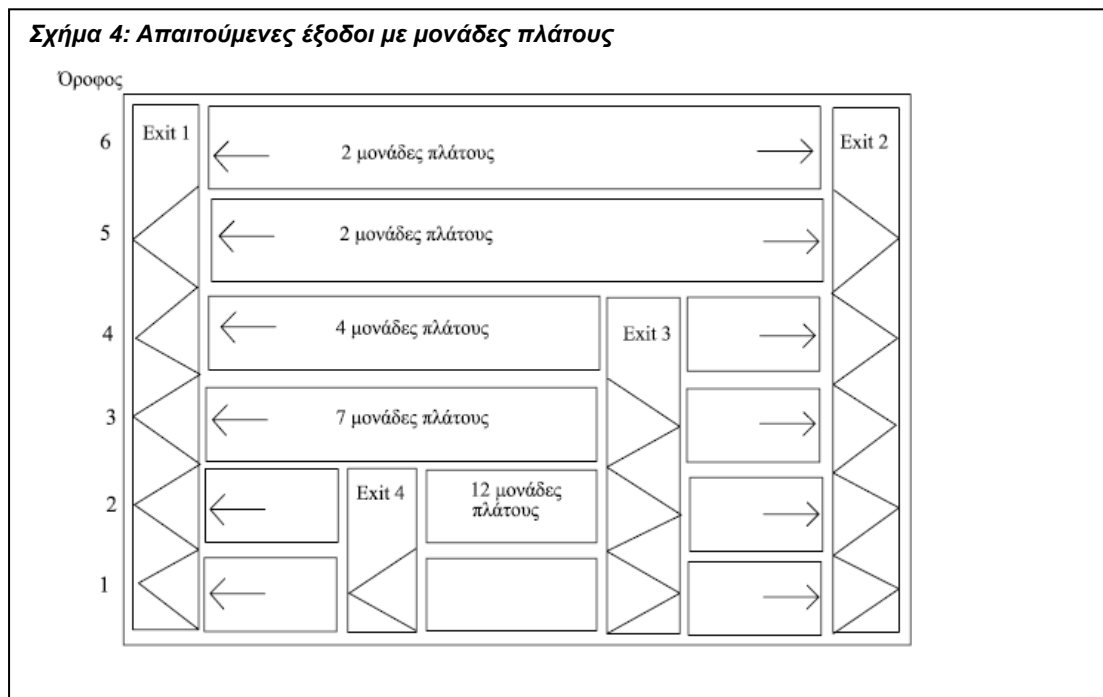 Σχήμα 4: Απαιτούμενες έξοδοι με μονάδες πλάτους
Όροφος
6
Exit 1
2 μονάδες πλάτους
Exit 2
5
2 μονάδες πλάτους
4
4 μονάδες πλάτους
Exit 3
3
7 μονάδες πλάτους
2
Exit 4
12 μονάδες
πλάτους
1